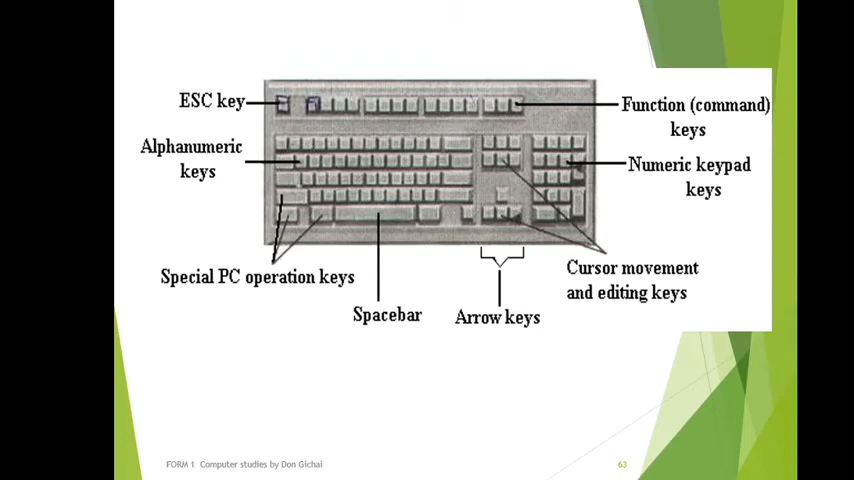 ESC key
Function (command)
keys
Alphanumeric
keys
Numeric keypad
keys
Special PC operation keys
Cursor movement
and editing keys
Spacebar
Arrow keys
FORM 1 Computer studies by Don Gichai
63